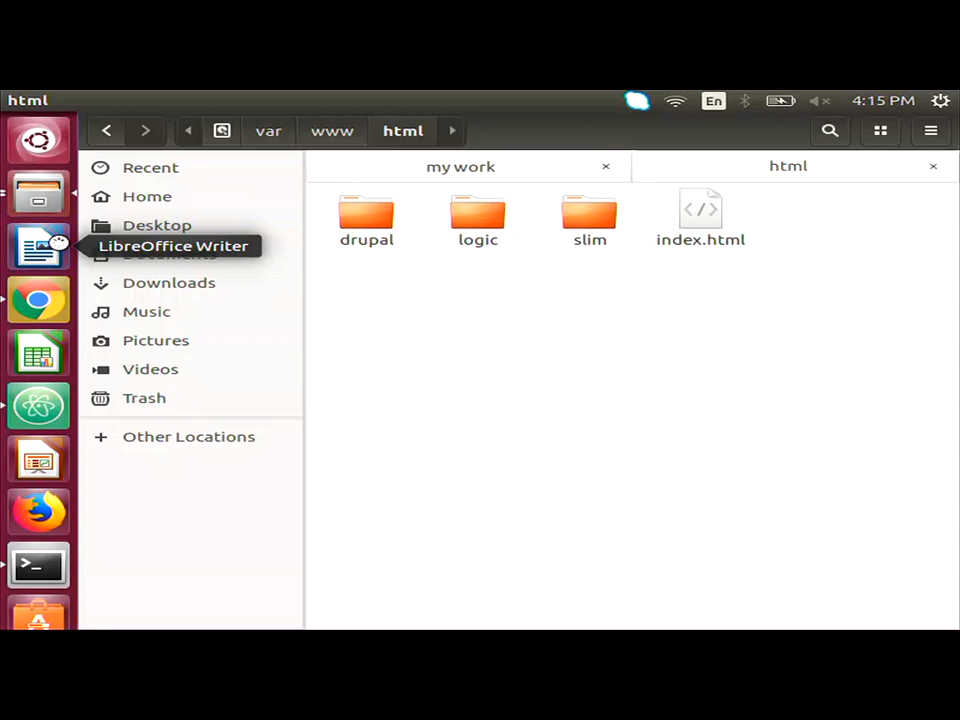 html
En
4:15 PM
var
www
html
Recent
my work
×
html
×
Home
Desktop
LibreOffice Writer
Downloads
Music
Pictures
Videos
Trash
+ Other Locations
drupal
logic
slim
</>
index.html
>_